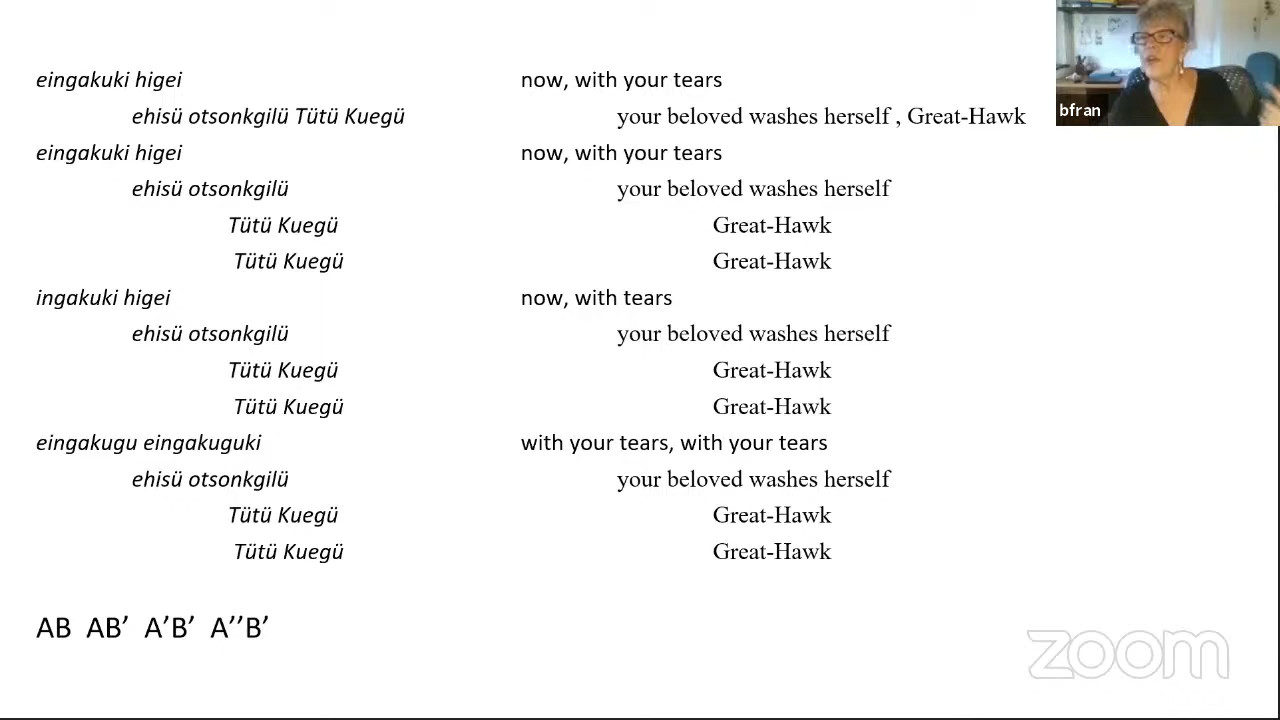 eingakuki higei now, with your tears
ehisü otsonkgilü Tütü Kuegü your beloved washes herself , Great-Hawk
eingakuki higei now, with your tears
ehisü otsonkgilü your beloved washes herself
Tütü Kuegü Great-Hawk
Tütü Kuegü Great-Hawk
ingakuki higei now, with tears
ehisü otsonkgilü your beloved washes herself
Tütü Kuegü Great-Hawk
Tütü Kuegü Great-Hawk
eingakugu eingakuguki with your tears, with your tears
ehisü otsonkgilü your beloved washes herself
Tütü Kuegü Great-Hawk
Tütü Kuegü Great-Hawk
AB AB’ A’B’ A’’B’
bfran
zoom